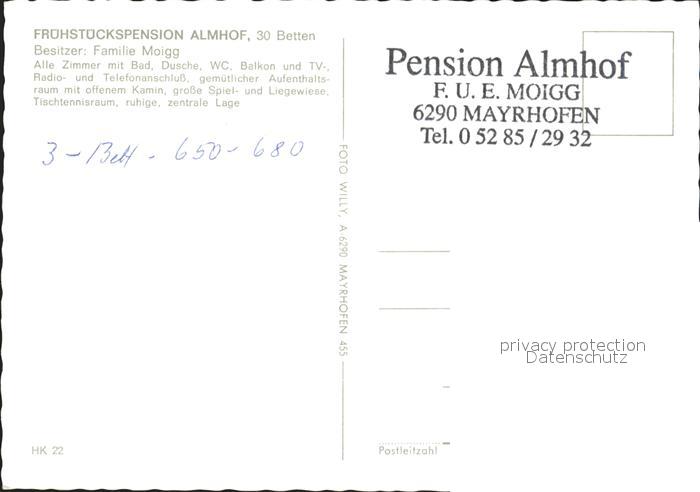 FRÜHSTÜCKSPENSION ALMHOF, 30 Betten
Besitzer: Familie Moigg
Alle Zimmer mit Bad, Dusche, WC, Balkon und TV-,
Radio- und Telefonanschluß, gemütlicher Aufenthalts-
raum mit offenem Kamin, große Spiel- und Liegewiese,
Tischtennisraum, ruhige, zentrale Lage
3 - Bett - 650 - 680
HK 22
FOTO WILLY, A-6290 MAYRHOFEN 455
Pension Almhof
F. U. E. MOIGG
6290 MAYRHOFEN
Tel. 0 52 85 / 29 32
privacy protection
Datenschutz
Postleitzahl